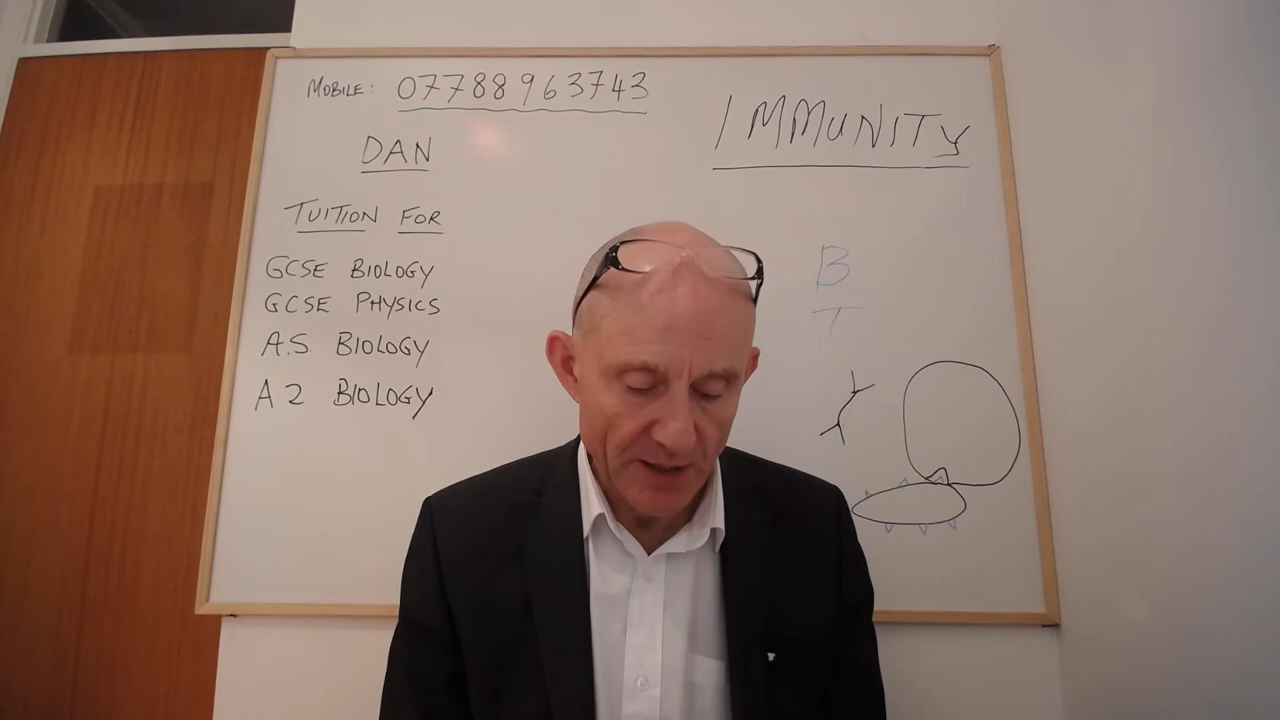 MOBILE: 07788963743
DAN
TUITION FOR
GCSE BIOLOGY
GCSE PHYSICS
A.S. BIOLOGY
A2 BIOLOGY
IMMUNITY
B
T